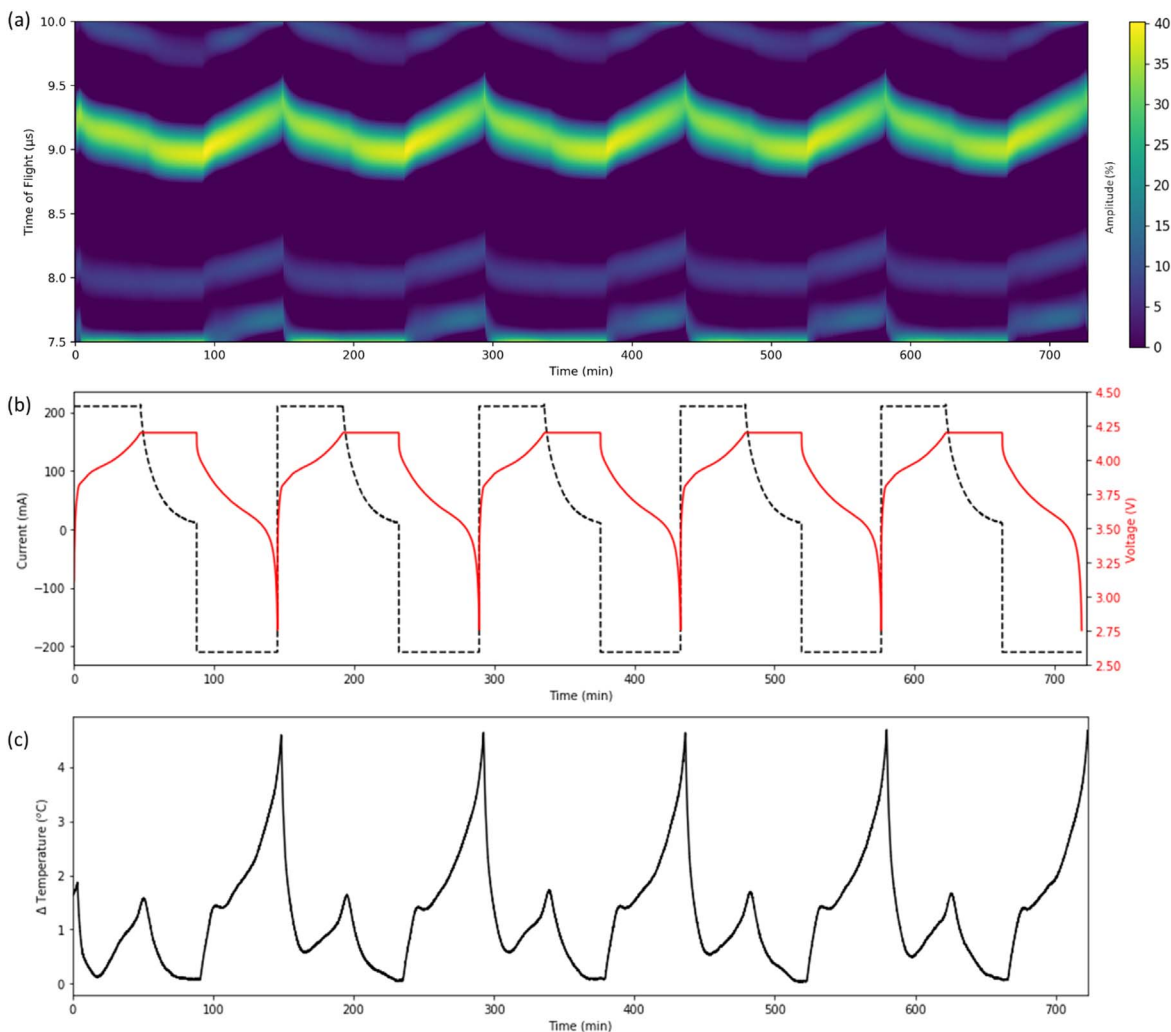 (a)
10.0
9.5
9.0
8.5
8.0
7.5
Time of Flight (μs)
0 100 200 300 400 500 600 700
Time (min)
40
35
30
25
20
15
10
5
0
Amplitude (%)
(b)
200
100
0
−100
−200
Current (mA)
4.50
4.25
4.00
3.75
3.50
3.25
3.00
2.75
2.50
Voltage (V)
0 100 200 300 400 500 600 700
Time (min)
(c)
4
3
2
1
0
Δ Temperature (°C)
0 100 200 300 400 500 600 700
Time (min)